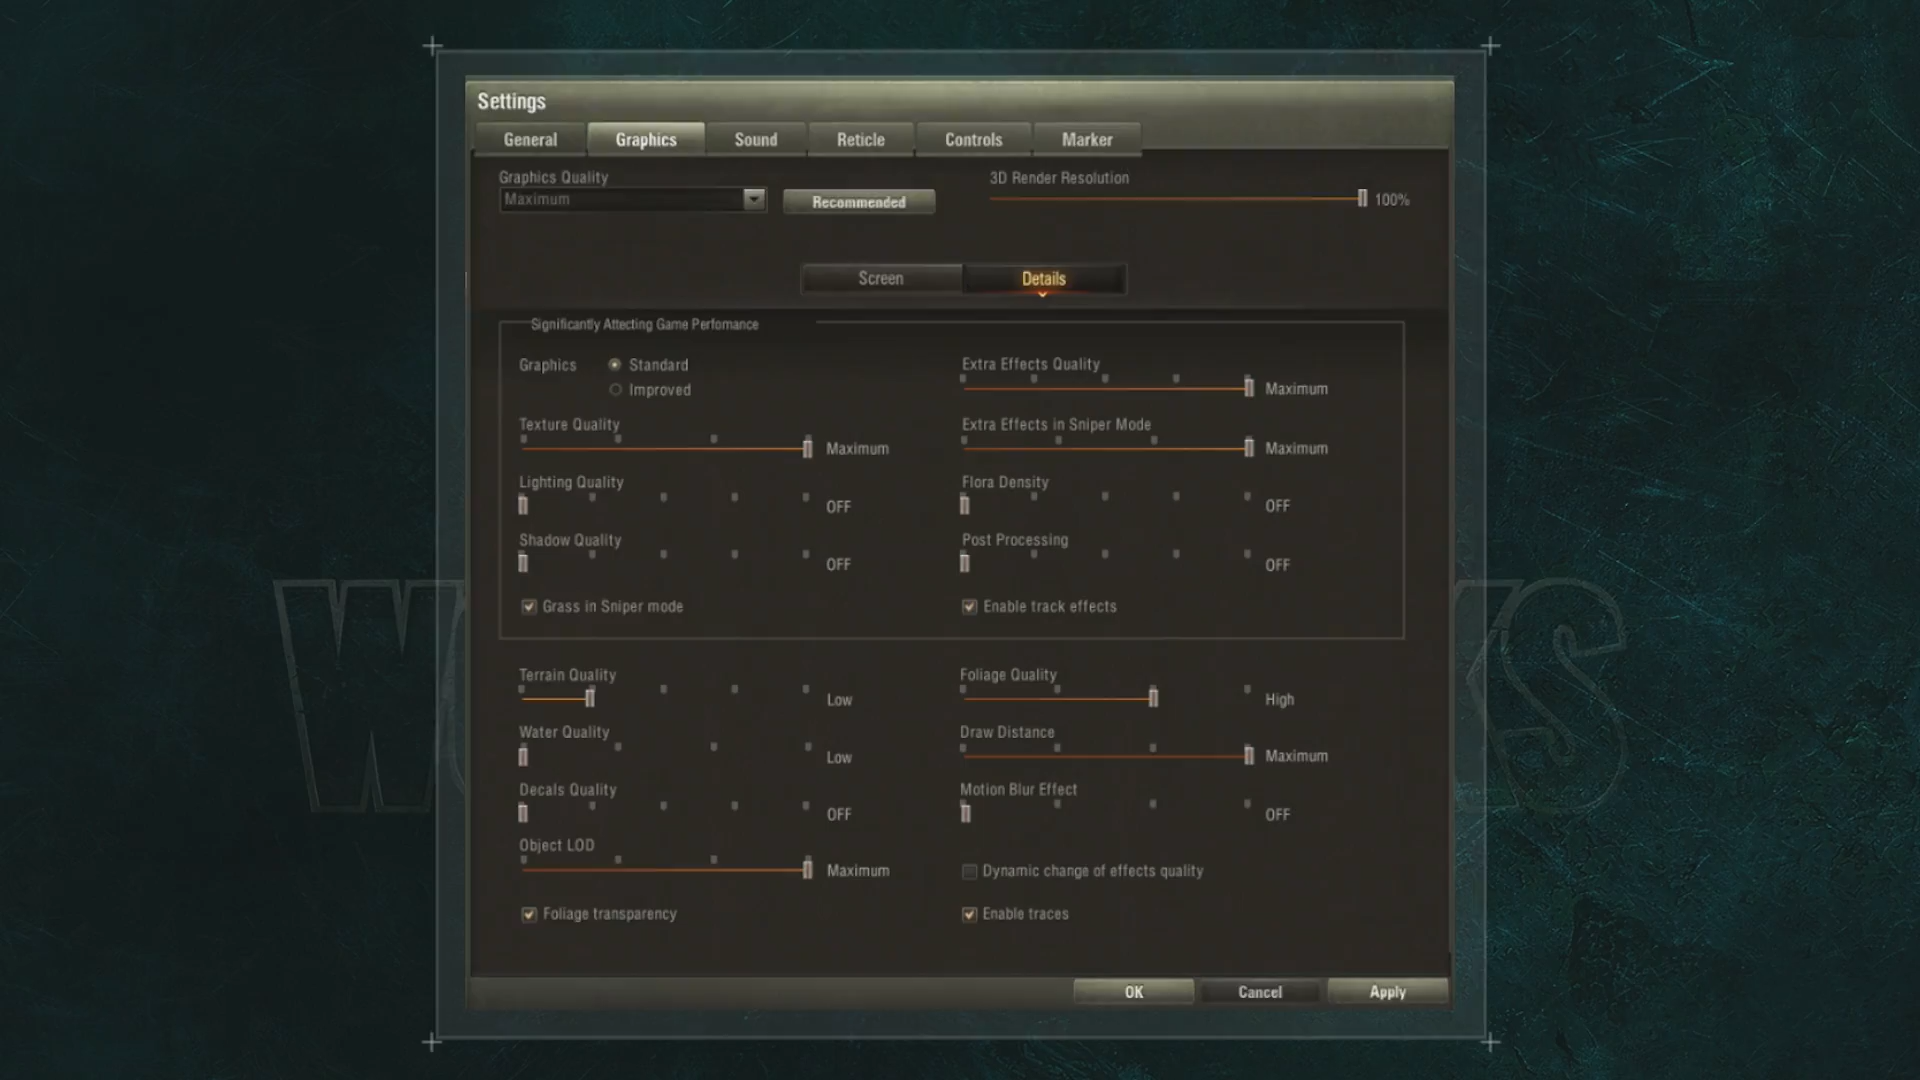 Settings
General Graphics Sound Reticle Controls Marker
Graphics Quality 3D Render Resolution
Maximum Recommended 100%
Screen Details
Significantly Attecting Game Perfomance
Graphics Standard Extra Effects Quality
Improved Maximum
Texture Quality Extra Effects in Sniper Mode
Maximum Maximum
Lighting Quality Flora Density
OFF OFF
Shadow Quality Post Processing
OFF OFF
Grass in Sniper mode Enable track effects
Terrain Quality Foliage Quality
Low High
Water Quality Draw Distance
Low Maximum
Decals Quality Motion Blur Effect
OFF OFF
Object LOD
Maximum Dynamic change of effects quality
Foliage transparency Enable traces
OK Cancel Apply